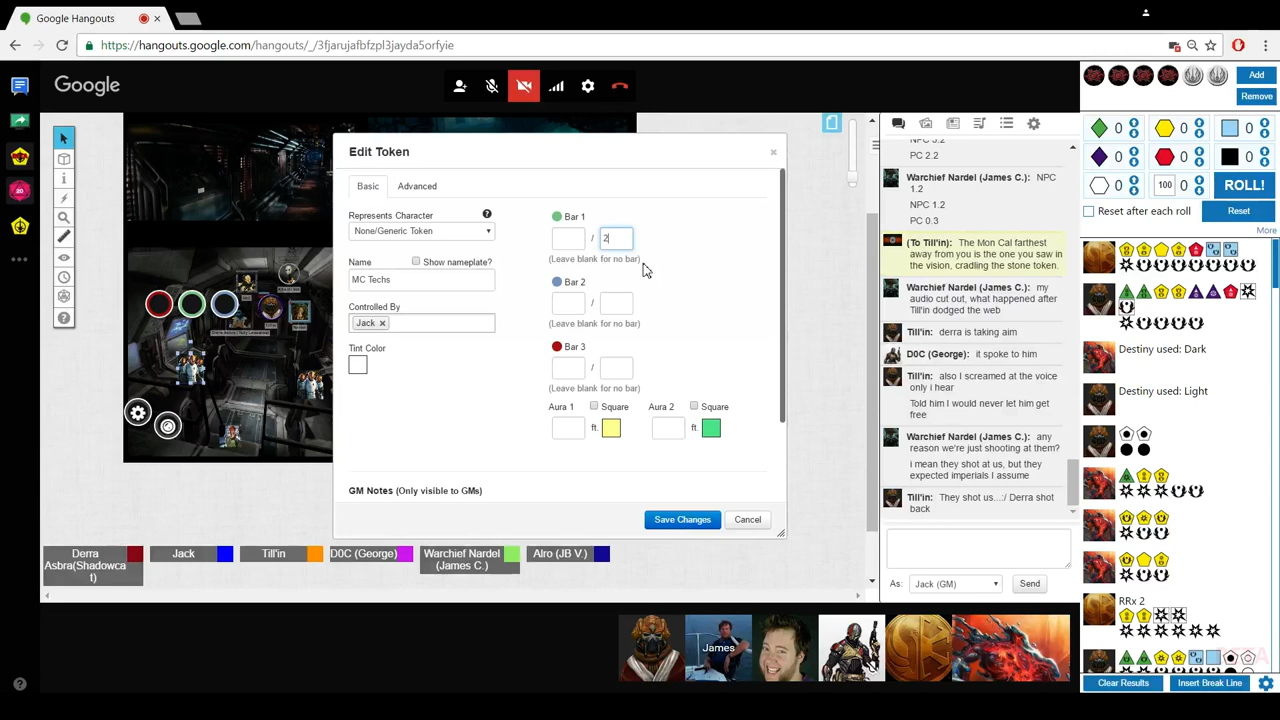 Google Hangouts
https://hangouts.google.com/hangouts/_/3fjarujafbfzpl3jayda5orfyie
Google
Edit Token
×
Basic
Advanced
Represents Character
?
None/Generic Token
Name
Show nameplate?
MC Techs
Controlled By
Jack ×
Tint Color
Bar 1
/ 2
(Leave blank for no bar)
Bar 2
/
(Leave blank for no bar)
Bar 3
/
(Leave blank for no bar)
Aura 1
Square
Aura 2
Square
ft.
ft.
GM Notes (Only visible to GMs)
Save Changes
Cancel
Derra
Asbra(Shadowca
t)
Jack
Till'in
D0C (George)
Warchief Nardel
(James C.)
Alro (JB V.)
PC 2.2
Warchief Nardel (James C.): NPC
1.2
NPC 1.2
PC 0.3
(To Till'in): The Mon Cal farthest
away from you is the one you saw in
the vision, cradling the stone token.
Warchief Nardel (James C.): my
audio cut out, what happened after
Till'in dodged the web
Till'in: derra is taking aim
D0C (George): it spoke to him
Till'in: also I screamed at the voice
only i hear
Told him I would never let him get
free
Warchief Nardel (James C.): any
reason we're just shooting at them?
i mean they shot at us, but they
expected imperials I assume
Till'in: They shot us...:/ Derra shot
back
As:
Jack (GM)
Send
Add
Remove
0
0
0
0
0
0
0
100
0
ROLL!
Reset after each roll
Reset
More
Destiny used: Dark
Destiny used: Light
RRx 2
Clear Results
Insert Break Line
James